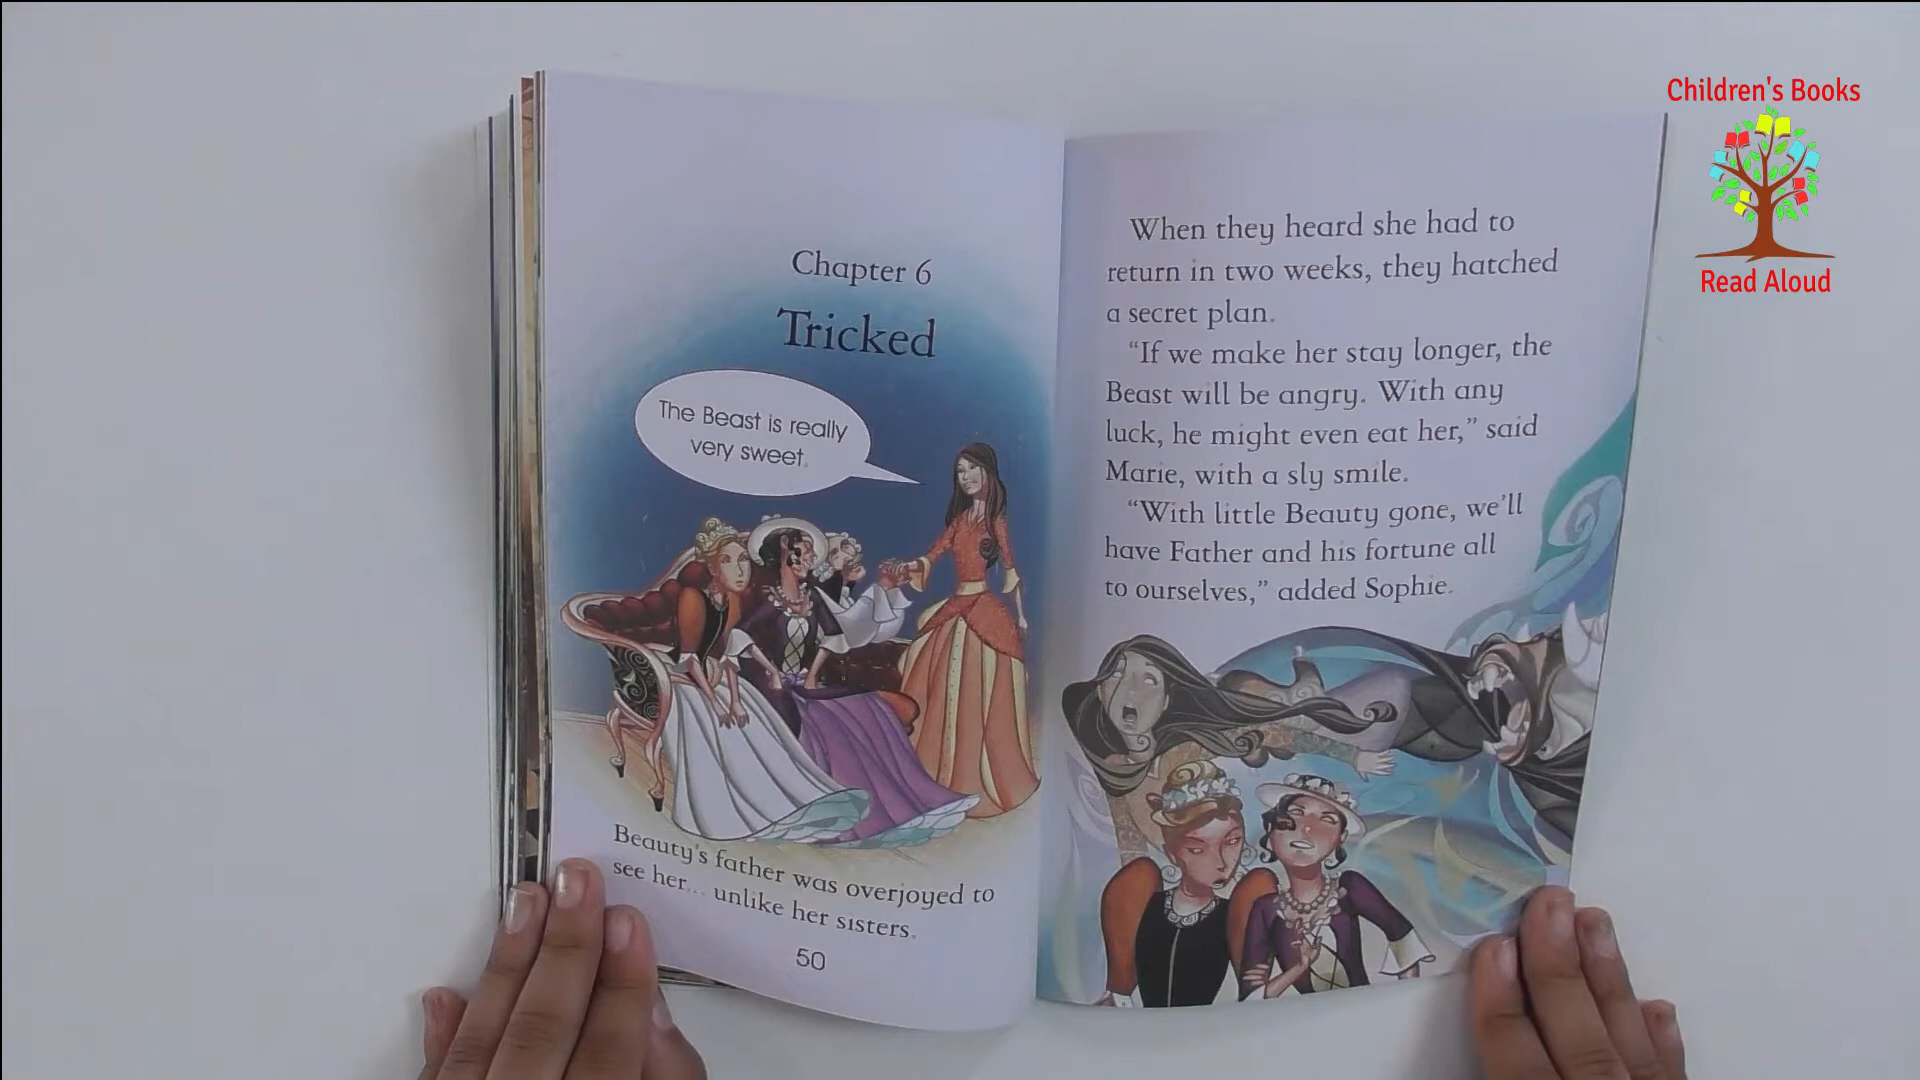 Chapter 6
Tricked
The Beast is really
very sweet.
Beauty's father was overjoyed to
see her... unlike her sisters.
50
When they heard she had to
return in two weeks, they hatched
a secret plan.
“If we make her stay longer, the
Beast will be angry. With any
luck, he might even eat her,” said
Marie, with a sly smile.
“With little Beauty gone, we’ll
have Father and his fortune all
to ourselves,” added Sophie.
Children's Books
Read Aloud